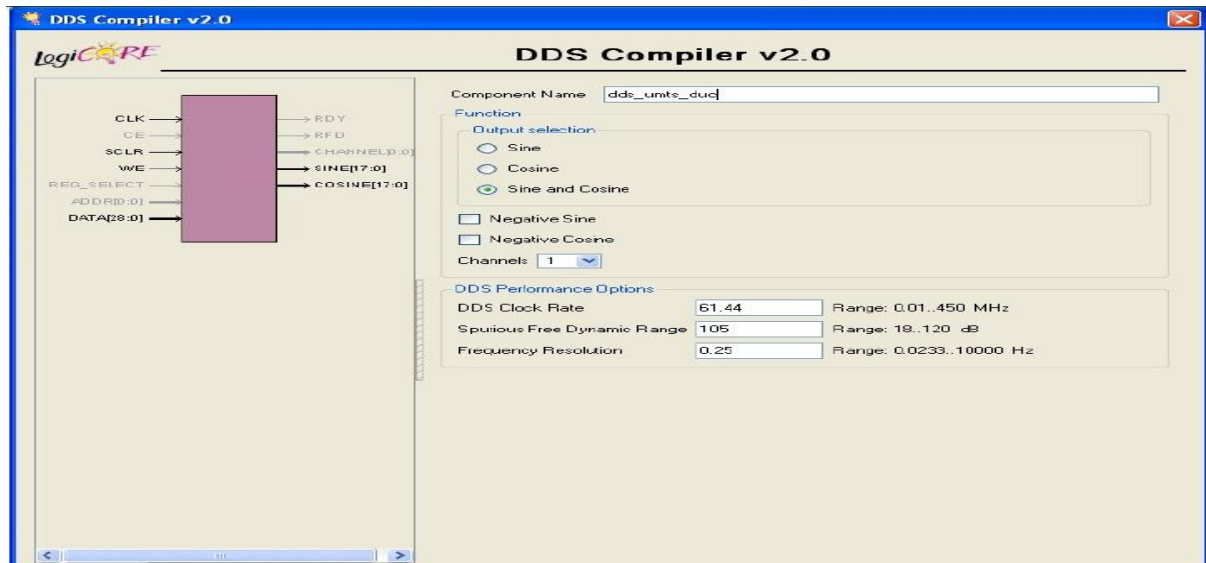 DDS Compiler v2.0
LogiCORE
DDS Compiler v2.0
CLK
CE
SCLR
WE
REG_SELECT
ADDR[0:0]
DATA[28:0]
RDY
RFD
CHANNEL[0:0]
SINE[17:0]
COSINE[17:0]
Component Name dds_umts_duc
Function
Output selection
Sine
Cosine
Sine and Cosine
Negative Sine
Negative Cosine
Channels 1
DDS Performance Options
DDS Clock Rate 61.44 Range: 0.01..450 MHz
Spurious Free Dynamic Range 105 Range: 18..120 dB
Frequency Resolution 0.25 Range: 0.0233..10000 Hz